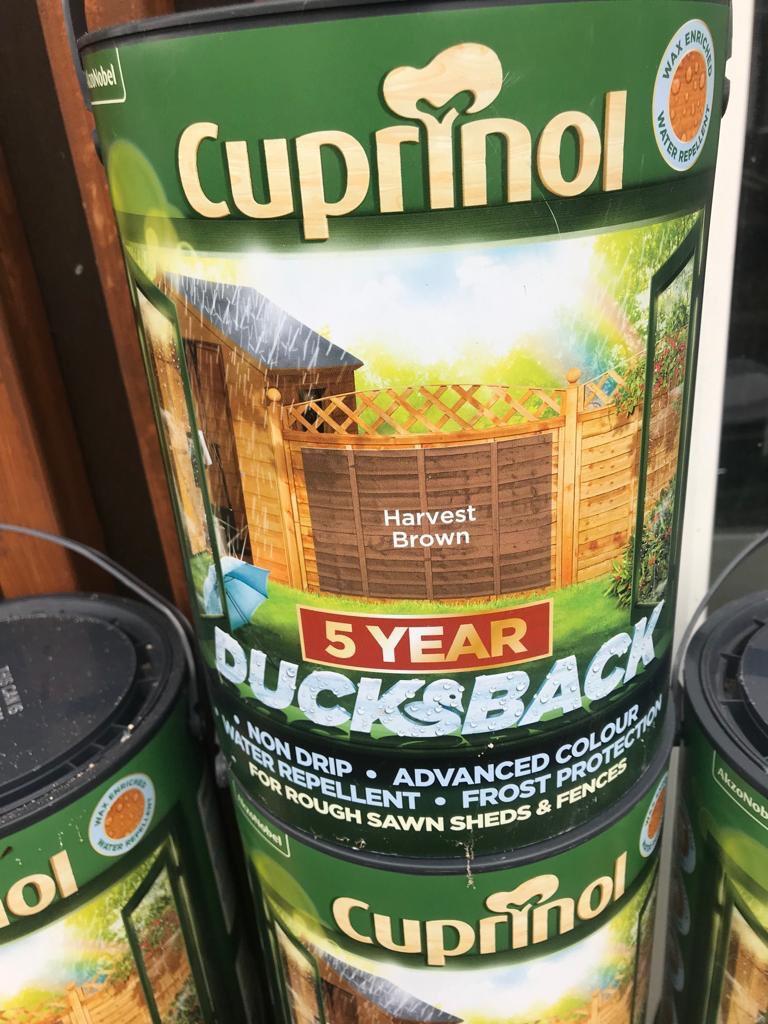 AkzoNobel
WAX ENRICHED
WATER REPELLENT
Cuprinol
Harvest
Brown
5 YEAR
DUCKSBACK
• NON DRIP • ADVANCED COLOUR
WATER REPELLENT • FROST PROTECTION
FOR ROUGH SAWN SHEDS & FENCES
WAX ENRICHED
WATER REPELLENT
nol
AkzoNobel
Cuprinol
AkzoNob